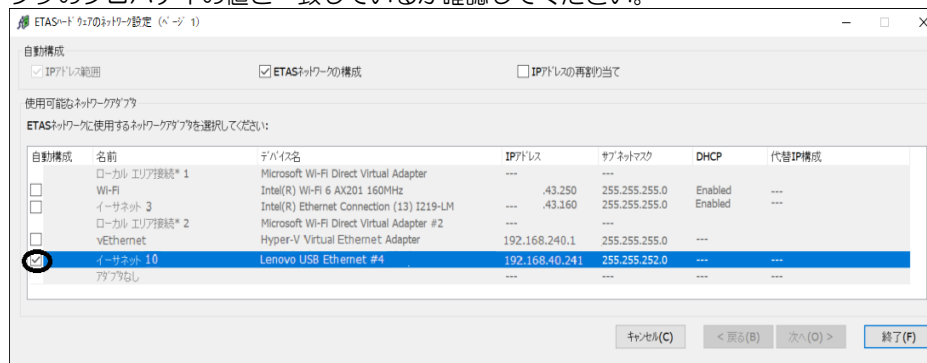 ETASハードウェアのネットワーク設定 (ページ 1)
自動構成
IPアドレス範囲 ETASネットワークの構成 IPアドレスの再割り当て
使用可能なネットワークアダプタ
ETASネットワークに使用するネットワークアダプタを選択してください:
自動構成 名前 デバイス名 IPアドレス サブネットマスク DHCP 代替IP構成
ローカル エリア接続* 1 Microsoft Wi-Fi Direct Virtual Adapter --- ---
Wi-Fi Intel(R) Wi-Fi 6 AX201 160MHz .43.250 255.255.255.0 Enabled ---
イーサネット 3 Intel(R) Ethernet Connection (13) I219-LM --- .43.160 255.255.255.0 Enabled ---
ローカル エリア接続* 2 Microsoft Wi-Fi Direct Virtual Adapter #2 --- ---
vEthernet Hyper-V Virtual Ethernet Adapter 192.168.240.1 255.255.255.0 ---
イーサネット 10 Lenovo USB Ethernet #4 192.168.40.241 255.255.252.0 --- ---
アダプタなし --- --- --- ---
キャンセル(C) < 戻る(B) 次へ(O) > 終了(F)